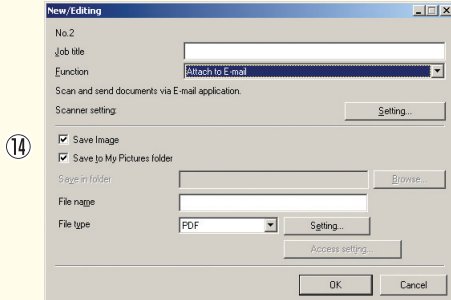 New/Editing
No.2
Job title
Function Attach to E-mail
Scan and send documents via E-mail application.
Scanner setting: Setting...
⑭
Save Image
Save to My Pictures folder
Save in folder Browse...
File name
File type PDF Setting...
Access setting...
OK Cancel